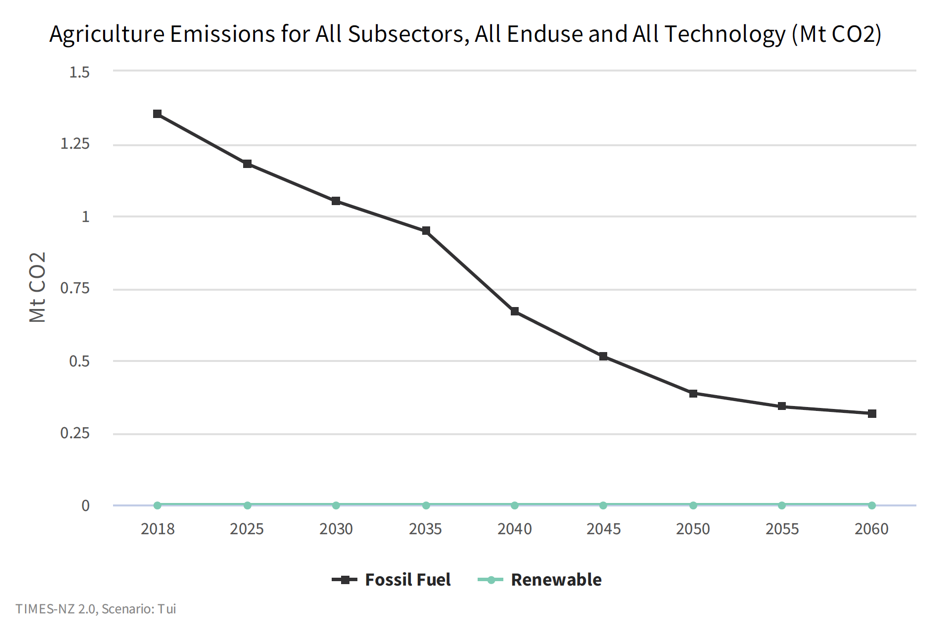 Agriculture Emissions for All Subsectors, All Enduse and All Technology (Mt CO2)
1.5
1.25
1
0.75
0.5
0.25
0
Mt CO2
2018 2025 2030 2035 2040 2045 2050 2055 2060
Fossil Fuel Renewable
TIMES-NZ 2.0, Scenario: Tui